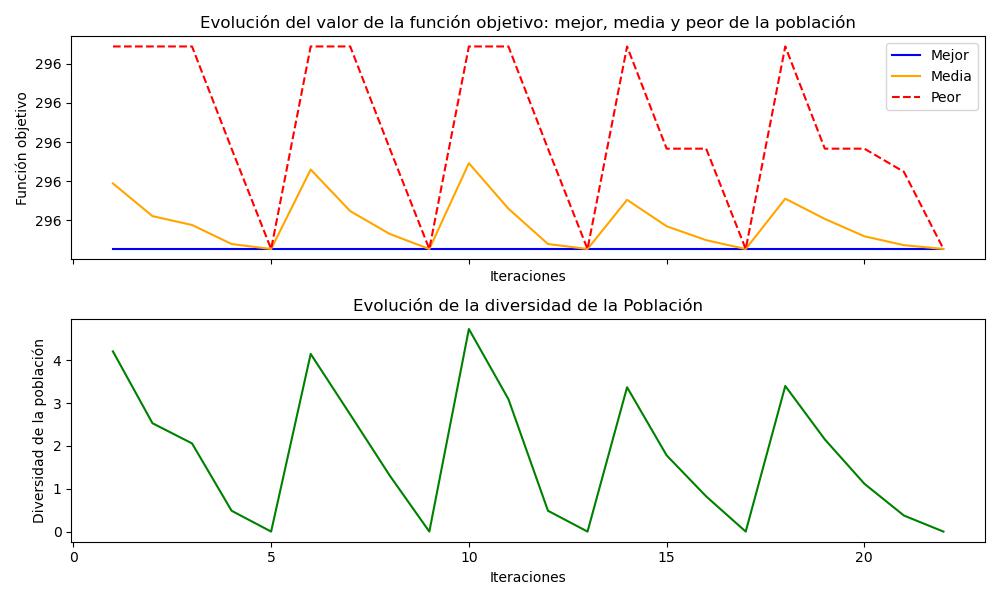 Evolución del valor de la función objetivo: mejor, media y peor de la población
Función objetivo
296
296
296
296
296
Mejor
Media
Peor
Iteraciones
Evolución de la diversidad de la Población
Diversidad de la población
4
3
2
1
0
0 5 10 15 20
Iteraciones